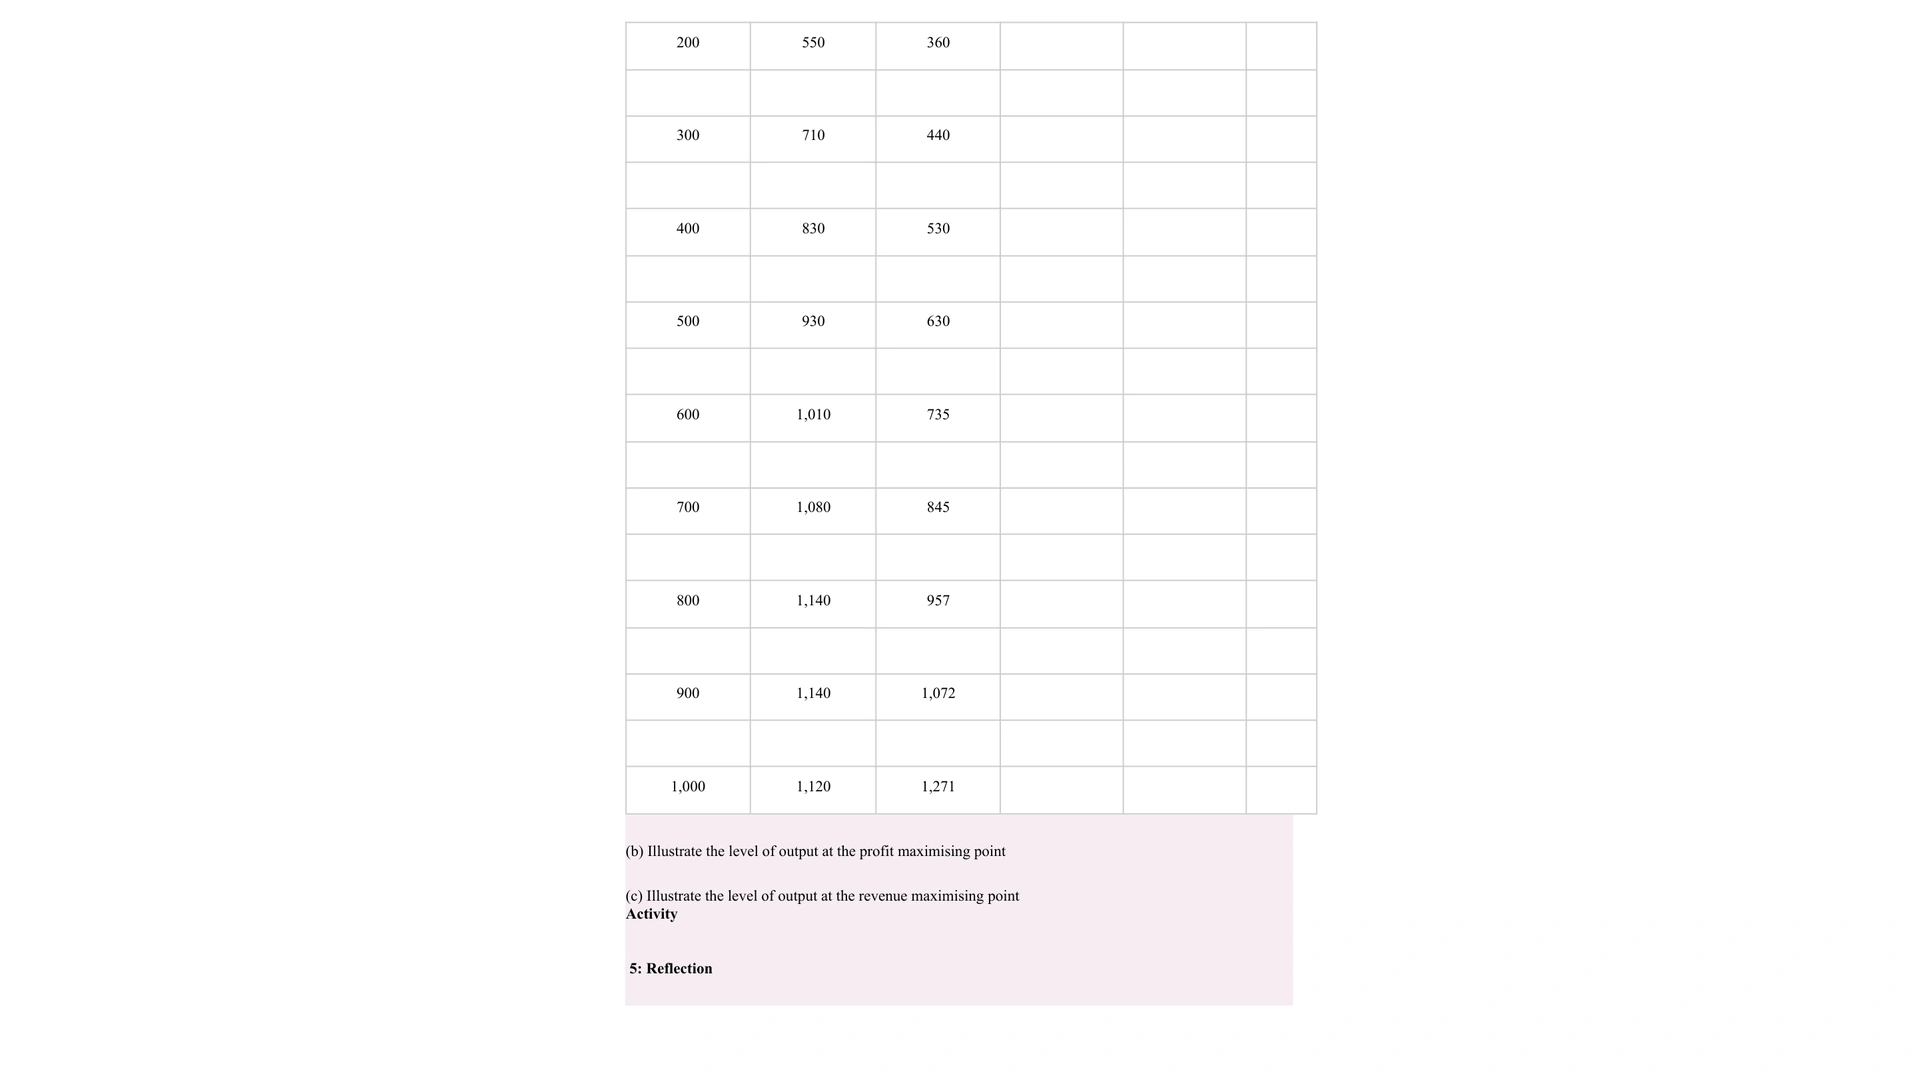 200 550 360
300 710 440
400 830 530
500 930 630
600 1,010 735
700 1,080 845
800 1,140 957
900 1,140 1,072
1,000 1,120 1,271
(b) Illustrate the level of output at the profit maximising point
(c) Illustrate the level of output at the revenue maximising point
Activity
5: Reflection